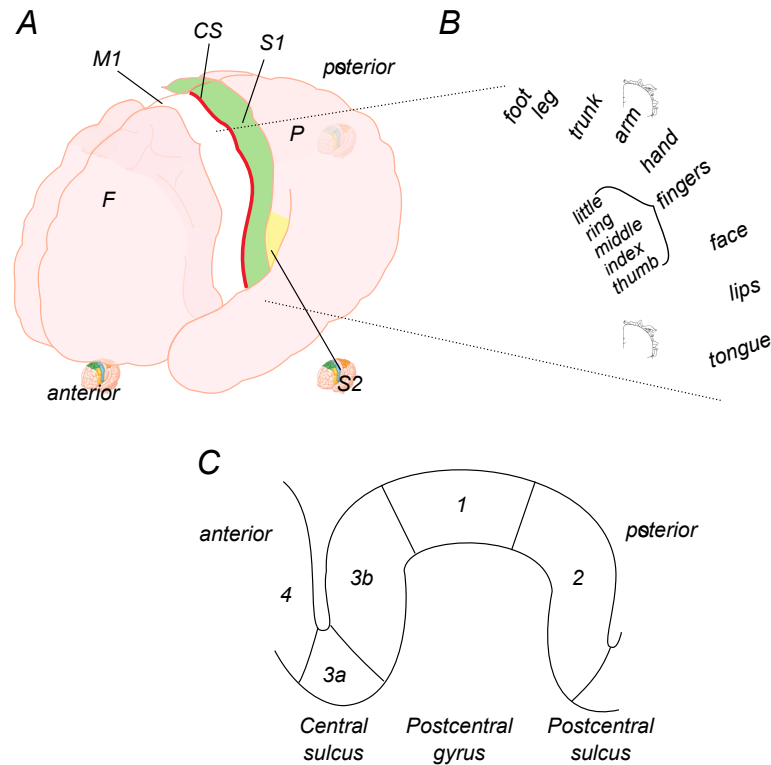 A
M1
CS
S1
posterior
P
F
anterior
S2
B
foot
leg
trunk
arm
hand
fingers
little
ring
middle
index
thumb
face
lips
tongue
C
anterior
posterior
4
3a
3b
1
2
Central
sulcus
Postcentral
gyrus
Postcentral
sulcus